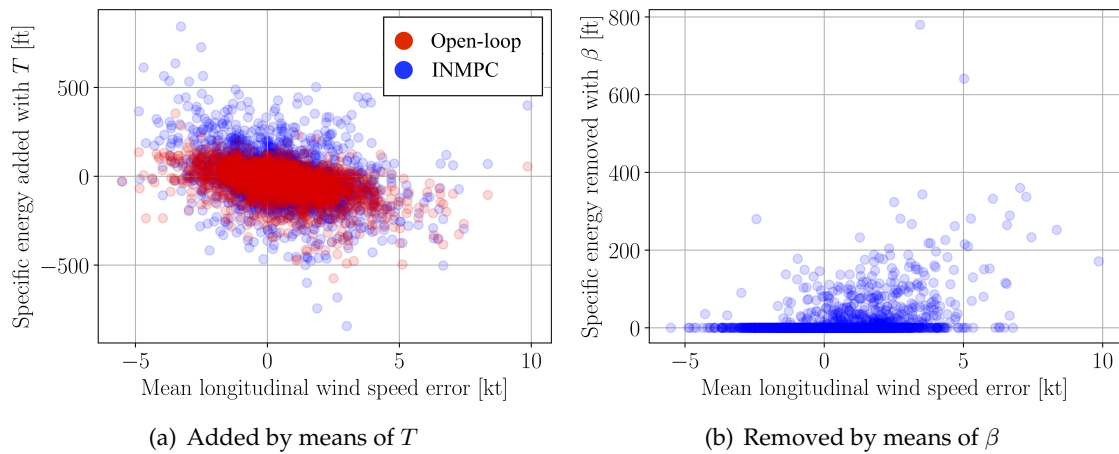 Specific energy added with T [ft]
500
0
−500
Open-loop
INMPC
−5
0
5
10
Mean longitudinal wind speed error [kt]
(a) Added by means of T
Specific energy removed with β [ft]
800
600
400
200
0
−5
0
5
10
Mean longitudinal wind speed error [kt]
(b) Removed by means of β